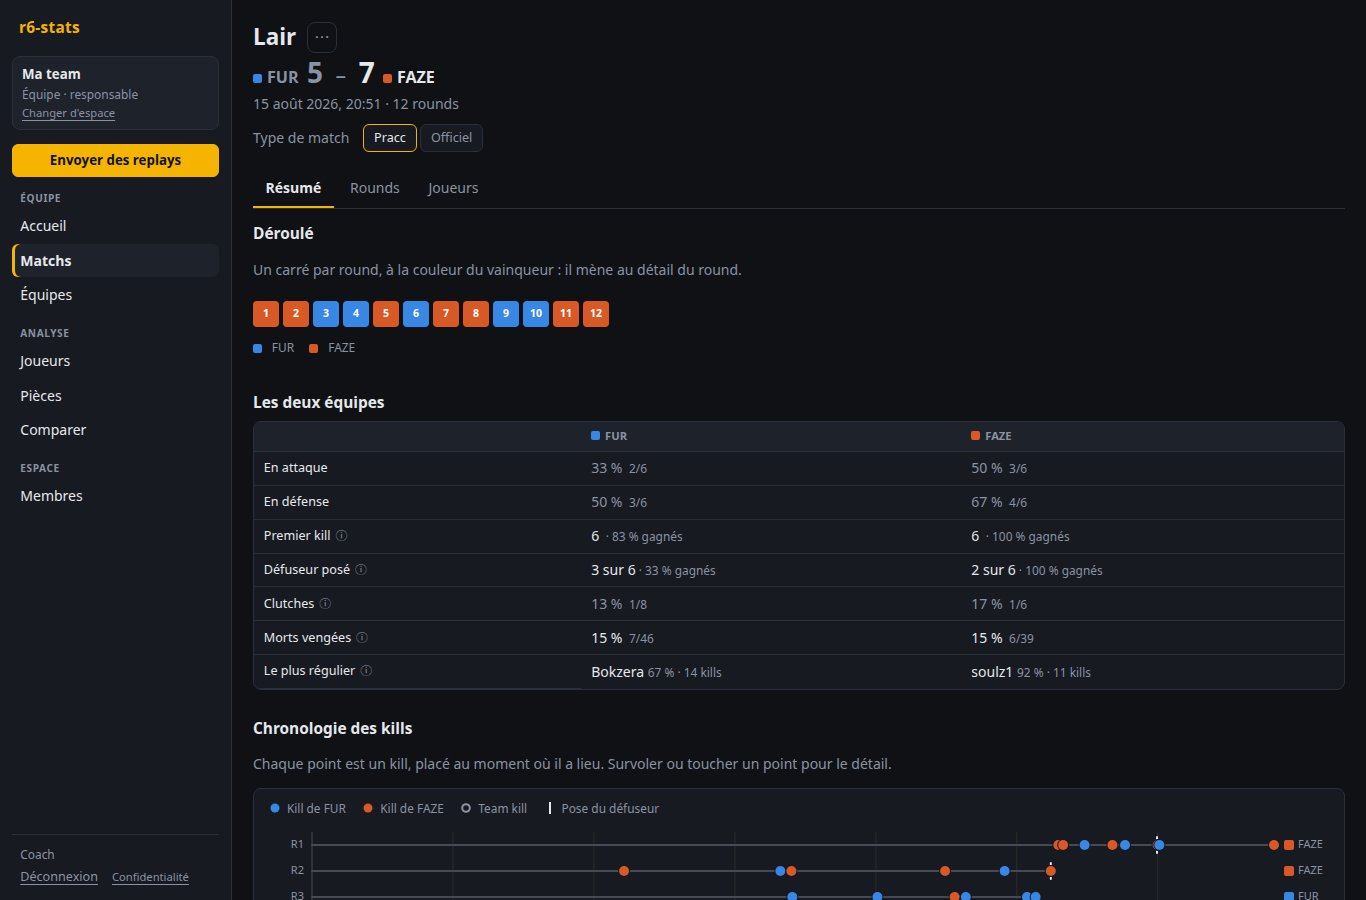 r6-stats
Ma team
Équipe · responsable
Changer d'espace
Envoyer des replays
ÉQUIPE
Accueil
Matchs
Équipes
ANALYSE
Joueurs
Pièces
Comparer
ESPACE
Membres
Coach
Déconnexion Confidentialité
Lair ···
FUR 5 – 7 FAZE
15 août 2026, 20:51 · 12 rounds
Type de match Pracc Officiel
Résumé Rounds Joueurs
Déroulé
Un carré par round, à la couleur du vainqueur : il mène au détail du round.
1 2 3 4 5 6 7 8 9 10 11 12
FUR FAZE
Les deux équipes
FUR FAZE
En attaque 33 % 2/6 50 % 3/6
En défense 50 % 3/6 67 % 4/6
Premier kill ⓘ 6 · 83 % gagnés 6 · 100 % gagnés
Défuseur posé ⓘ 3 sur 6 · 33 % gagnés 2 sur 6 · 100 % gagnés
Clutches ⓘ 13 % 1/8 17 % 1/6
Morts vengées ⓘ 15 % 7/46 15 % 6/39
Le plus régulier ⓘ Bokzera 67 % · 14 kills soulz1 92 % · 11 kills
Chronologie des kills
Chaque point est un kill, placé au moment où il a lieu. Survoler ou toucher un point pour le détail.
Kill de FUR Kill de FAZE Team kill Pose du défuseur
R1 FAZE
R2 FAZE
R3 FUR